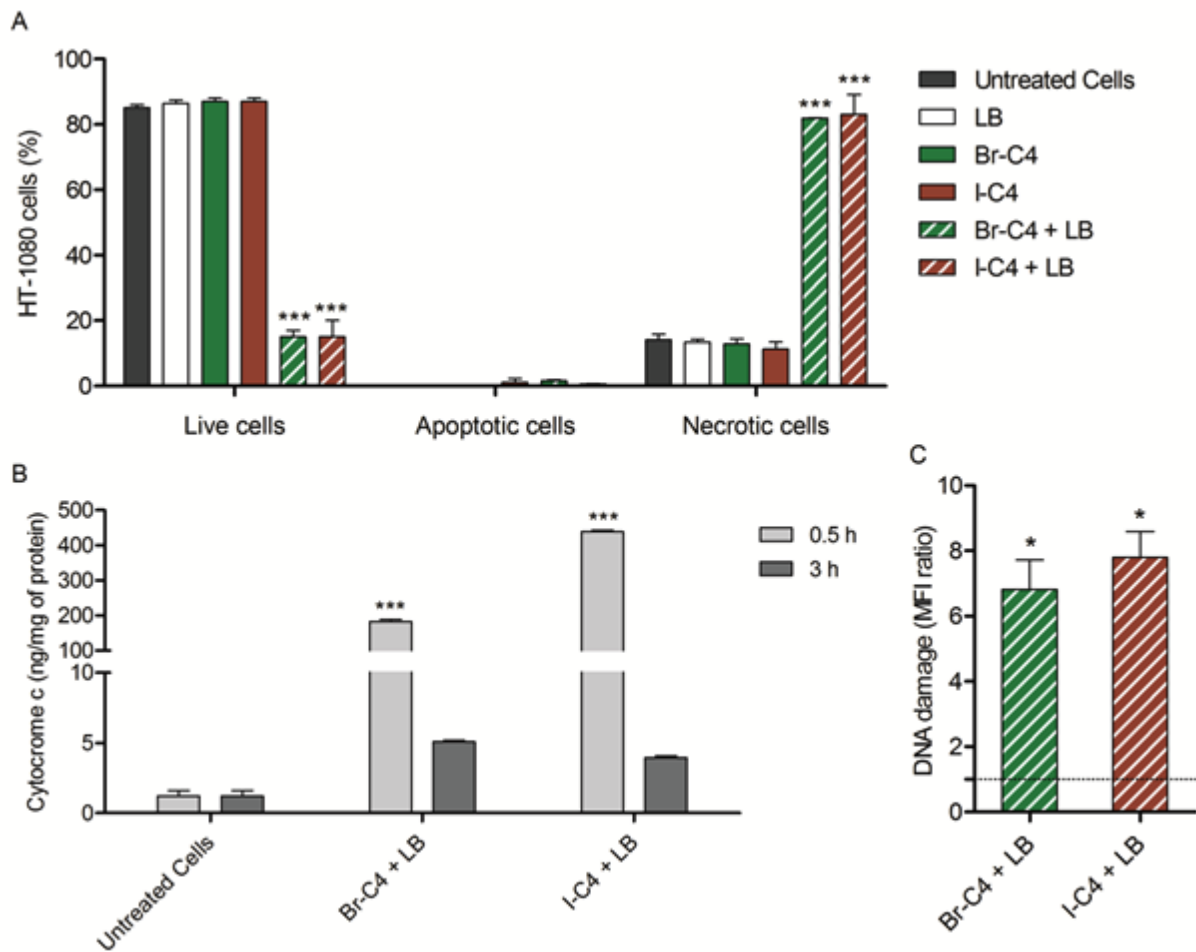 A
HT-1080 cells (%)
100
80
60
40
20
0
***
***
***
***
Live cells
Apoptotic cells
Necrotic cells
Untreated Cells
LB
Br-C4
I-C4
Br-C4 + LB
I-C4 + LB
B
Cytocrome c (ng/mg of protein)
500
400
300
200
100
10
5
0
***
***
0.5 h
3 h
Untreated Cells
Br-C4 + LB
I-C4 + LB
C
DNA damage (MFI ratio)
10
8
6
4
2
0
*
*
Br-C4 + LB
I-C4 + LB